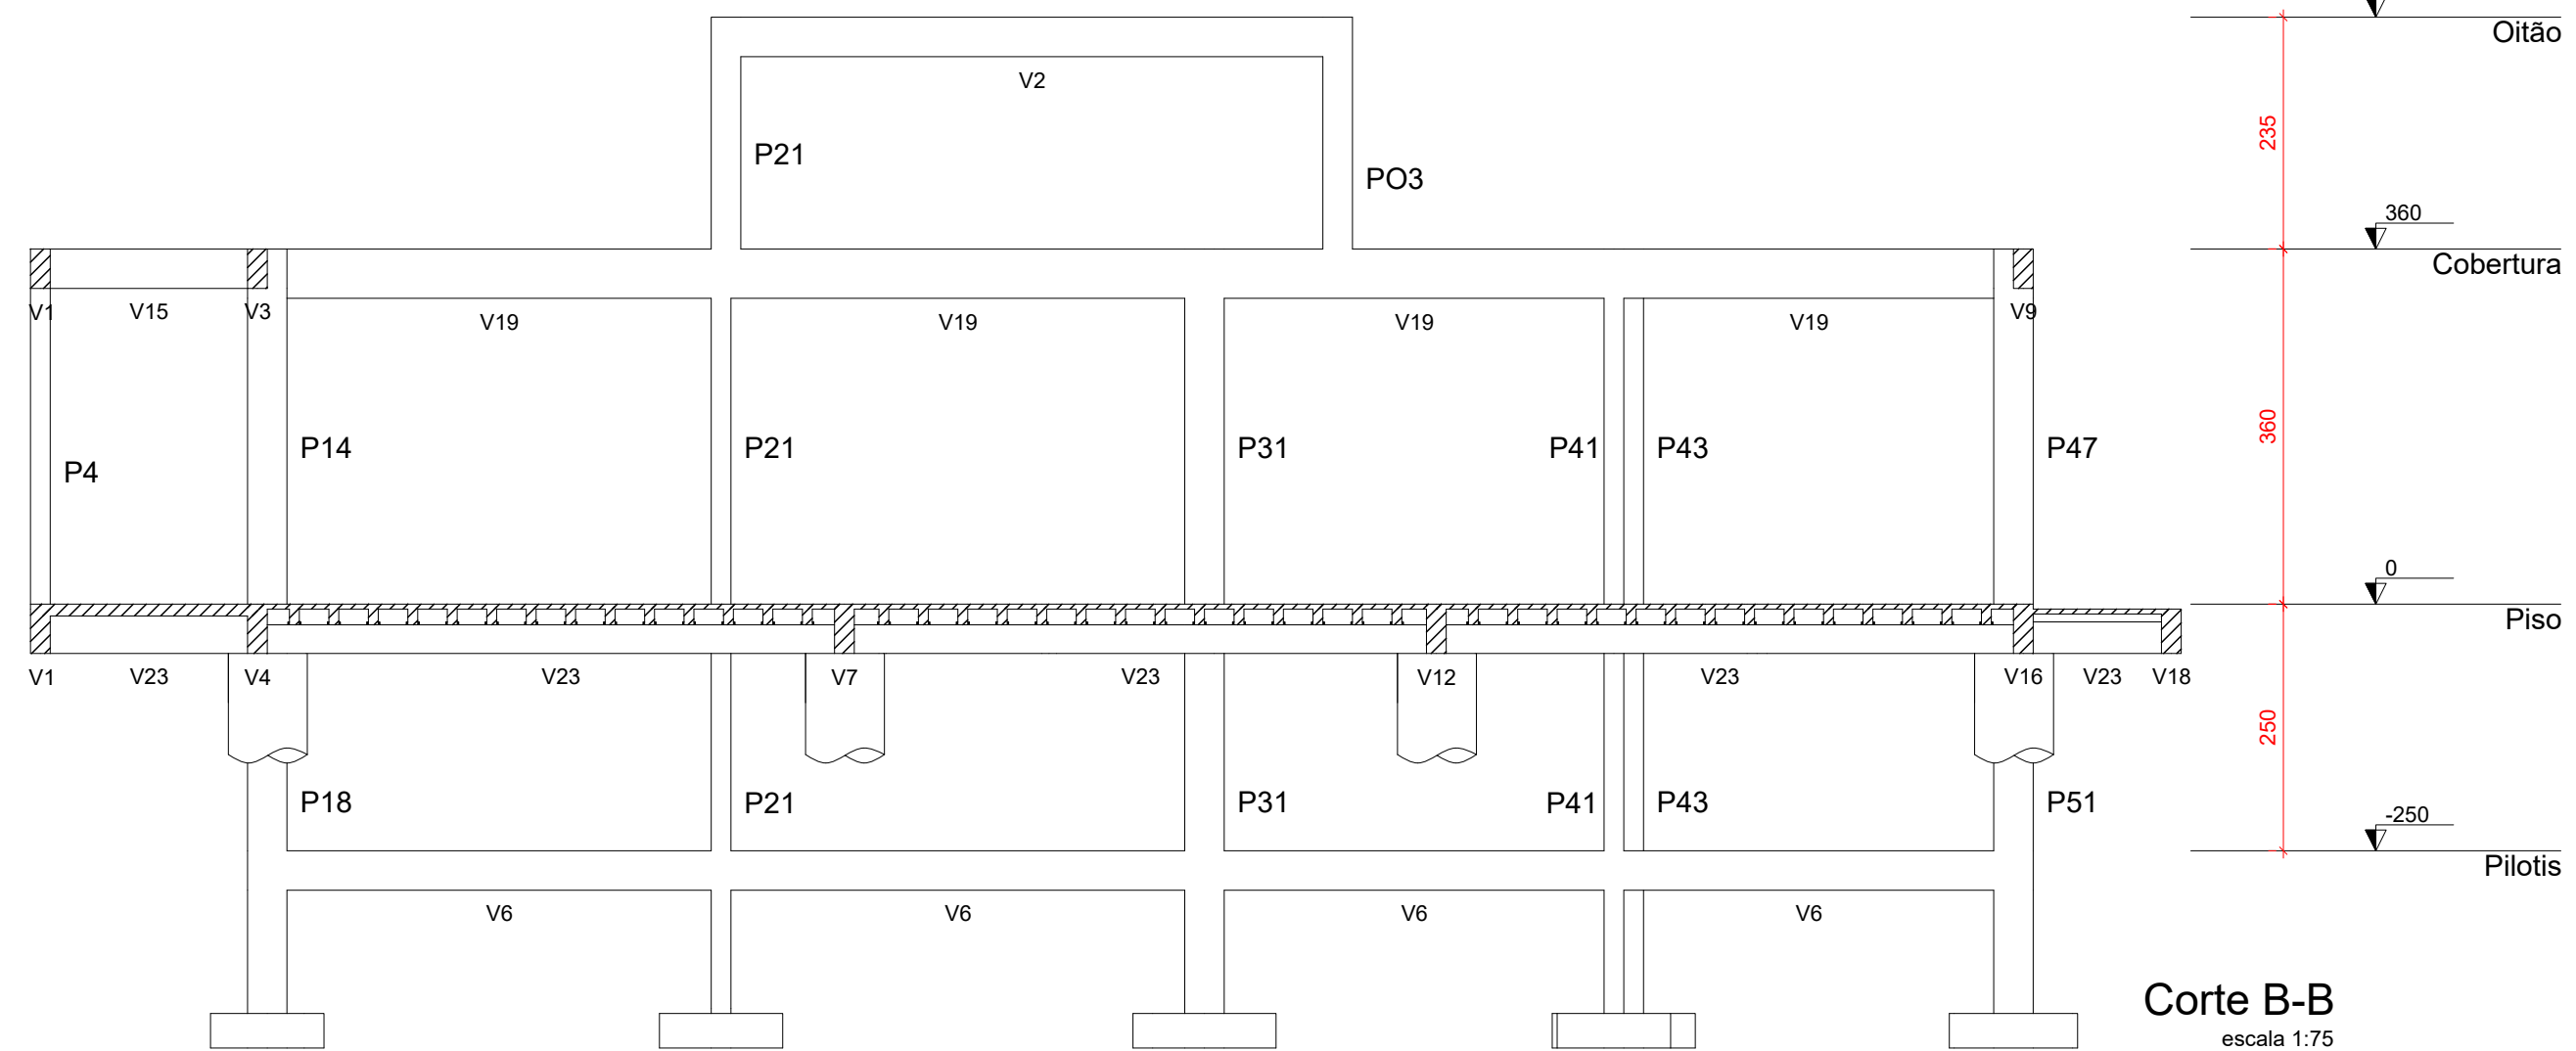 Oitão
V2
235
P21
PO3
360
Cobertura
V1
V15
V3
V19
V19
V19
V19
V9
360
P4
P14
P21
P31
P41
P43
P47
0
Piso
V1
V23
V4
V23
V7
V23
V12
V23
V16
V23
V18
250
P18
P21
P31
P41
P43
P51
-250
Pilotis
V6
V6
V6
V6
Corte B-B
escala 1:75